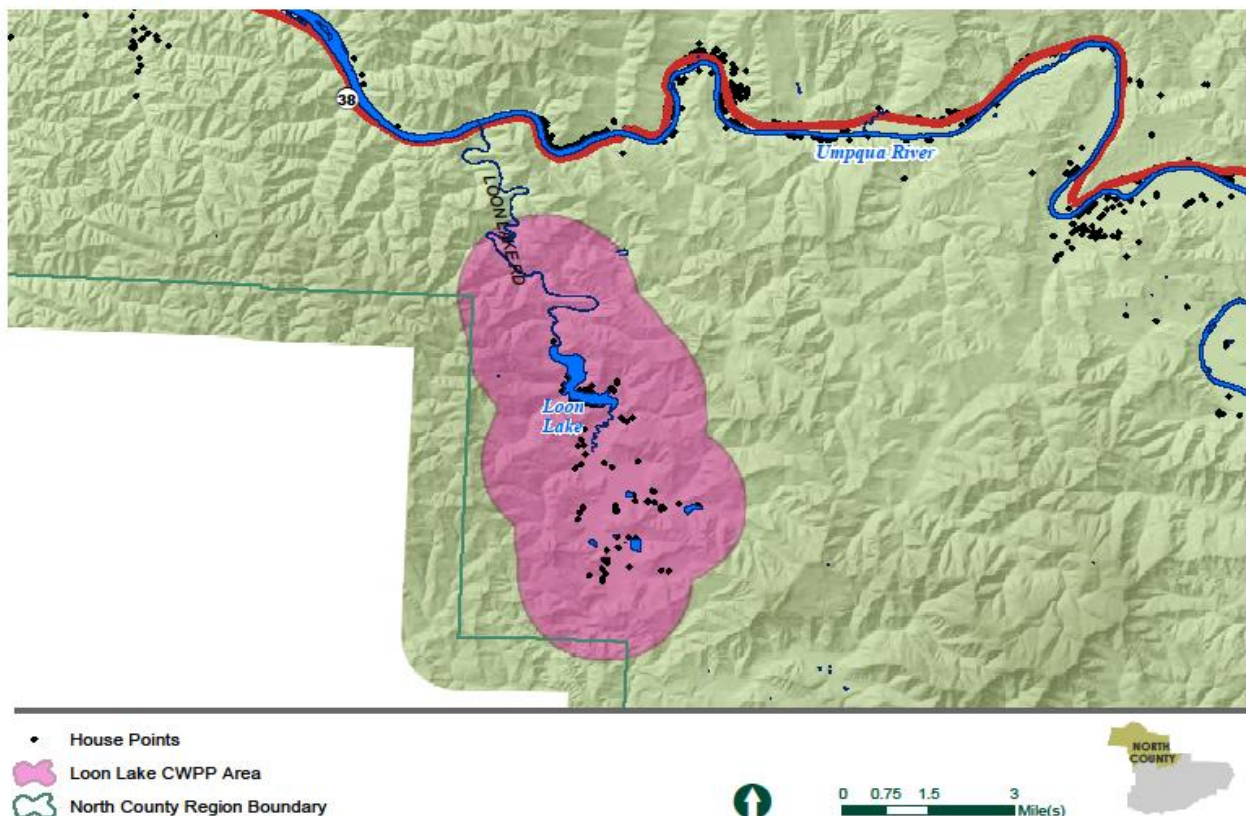 38
Umpqua River
LOON LAKE RD
Loon
Lake
House Points
Loon Lake CWPP Area
North County Region Boundary
0 0.75 1.5 3
Mile(s)
NORTH
COUNTY